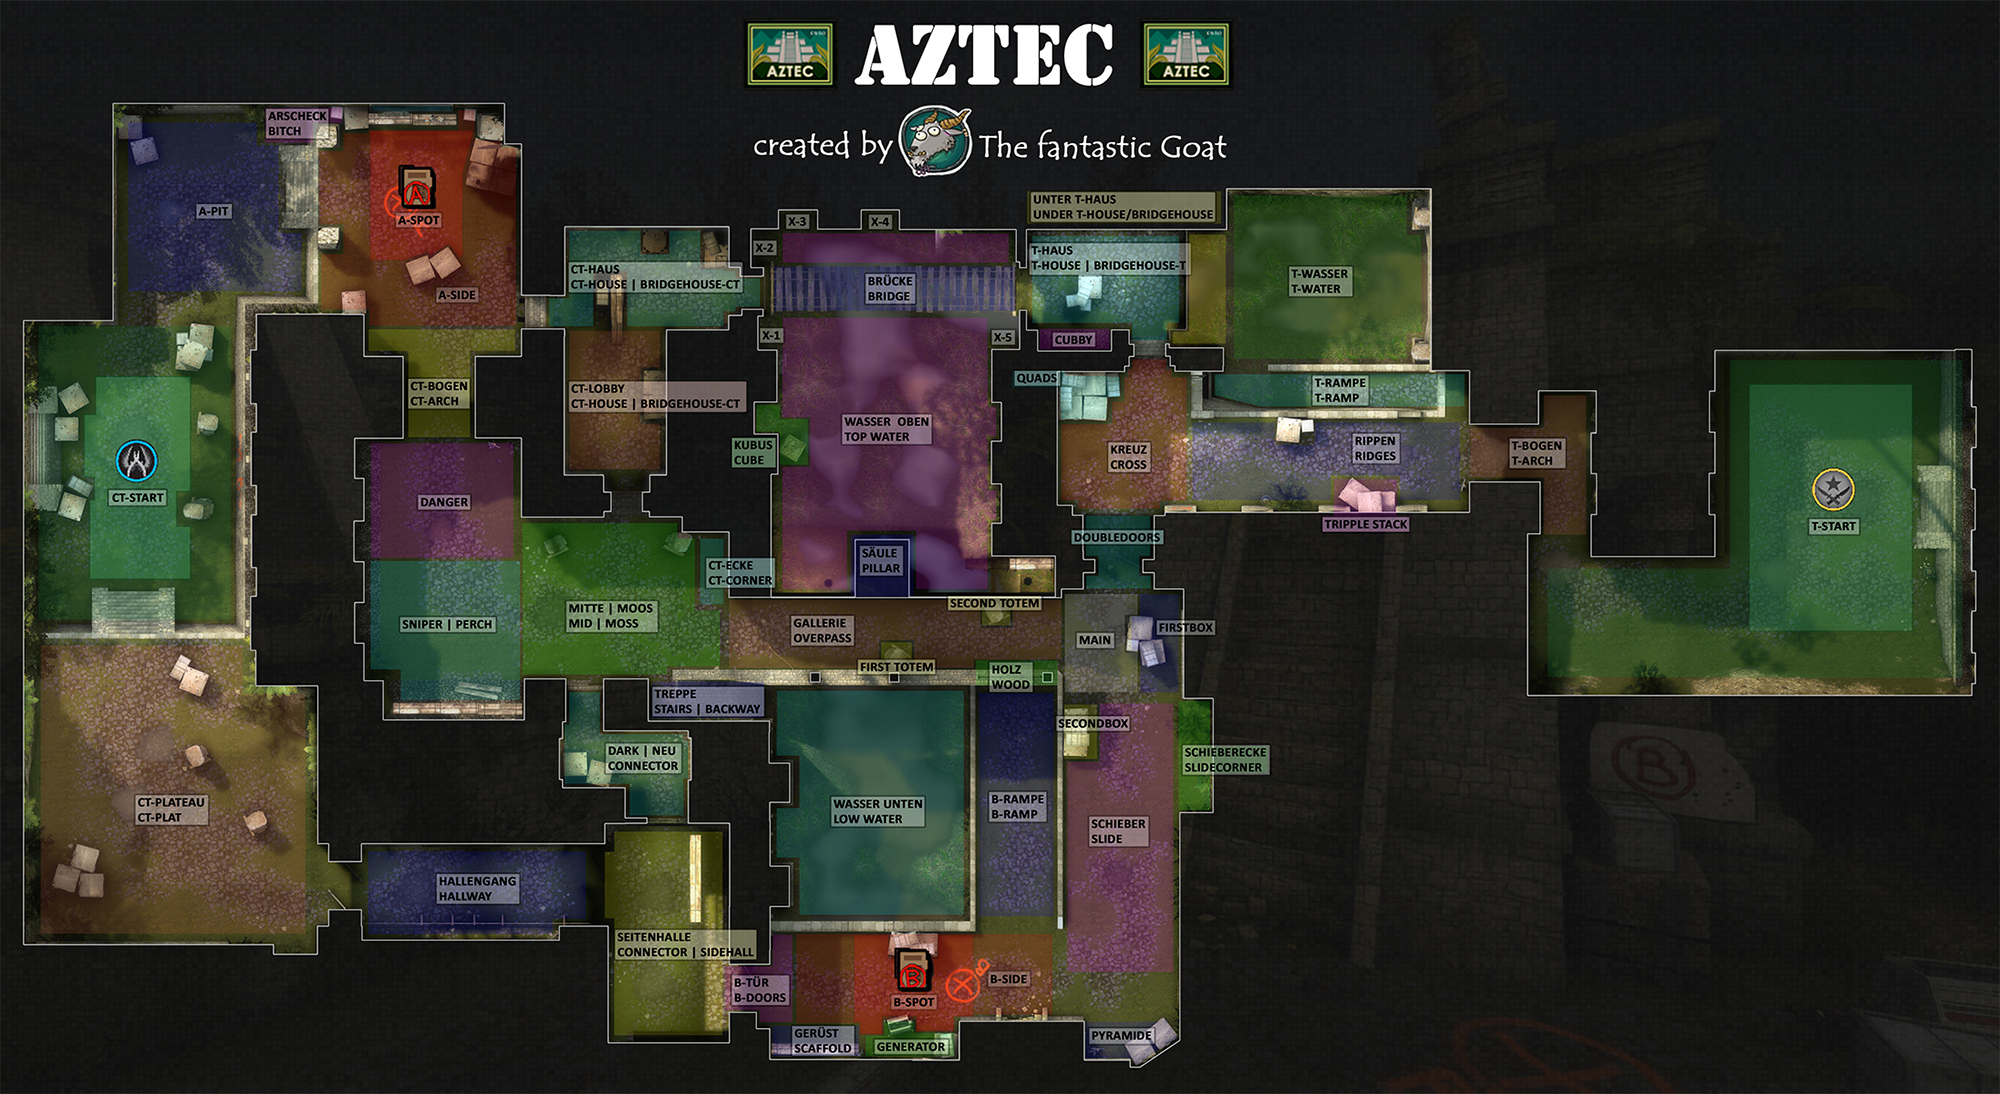 AZTEC
AZTEC
AZTEC
created by The fantastic Goat
ARSCHECK
BITCH
A-PIT
A
A-SPOT
A-SIDE
X-3
X-4
X-2
UNTER T-HAUS
UNDER T-HOUSE/BRIDGEHOUSE
CT-HAUS
CT-HOUSE | BRIDGEHOUSE-CT
BRÜCKE
BRIDGE
T-HAUS
T-HOUSE | BRIDGEHOUSE-T
T-WASSER
T-WATER
X-1
X-5
CUBBY
CT-BOGEN
CT-ARCH
CT-LOBBY
CT-HOUSE | BRIDGEHOUSE-CT
QUADS
T-RAMPE
T-RAMP
KUBUS
CUBE
WASSER OBEN
TOP WATER
KREUZ
CROSS
RIPPEN
RIDGES
T-BOGEN
T-ARCH
CT-START
DANGER
TRIPPLE STACK
T-START
DOUBLEDOORS
SÄULE
PILLAR
CT-ECKE
CT-CORNER
SNIPER | PERCH
MITTE | MOOS
MID | MOSS
GALLERIE
OVERPASS
SECOND TOTEM
MAIN
FIRSTBOX
FIRST TOTEM
HOLZ
WOOD
TREPPE
STAIRS | BACKWAY
SECONDBOX
DARK | NEU
CONNECTOR
SCHIEBERECKE
SLIDECORNER
CT-PLATEAU
CT-PLAT
WASSER UNTEN
LOW WATER
B-RAMPE
B-RAMP
SCHIEBER
SLIDE
B
HALLENGANG
HALLWAY
SEITENHALLE
CONNECTOR | SIDEHALL
B-TÜR
B-DOORS
B
B-SPOT
B-SIDE
GERÜST
SCAFFOLD
GENERATOR
PYRAMIDE